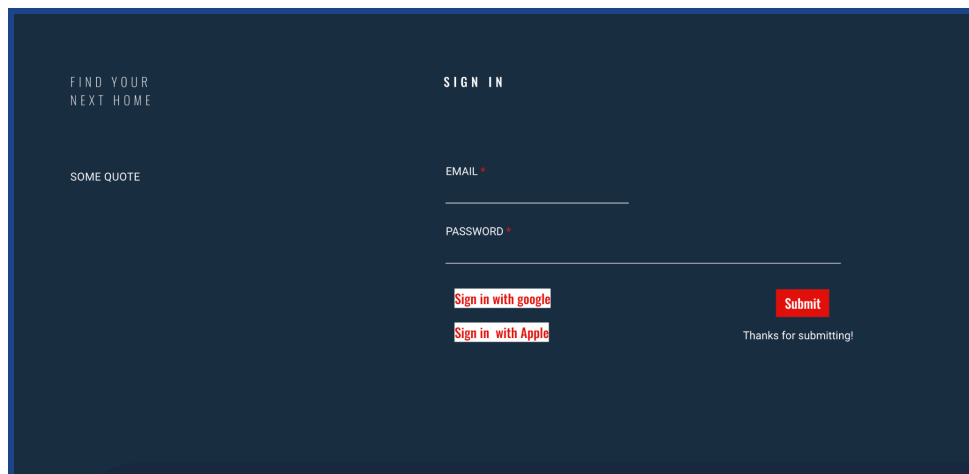 FIND YOUR
NEXT HOME
SOME QUOTE
SIGN IN
EMAIL *
PASSWORD *
Sign in with google
Sign in  with Apple
Submit
Thanks for submitting!